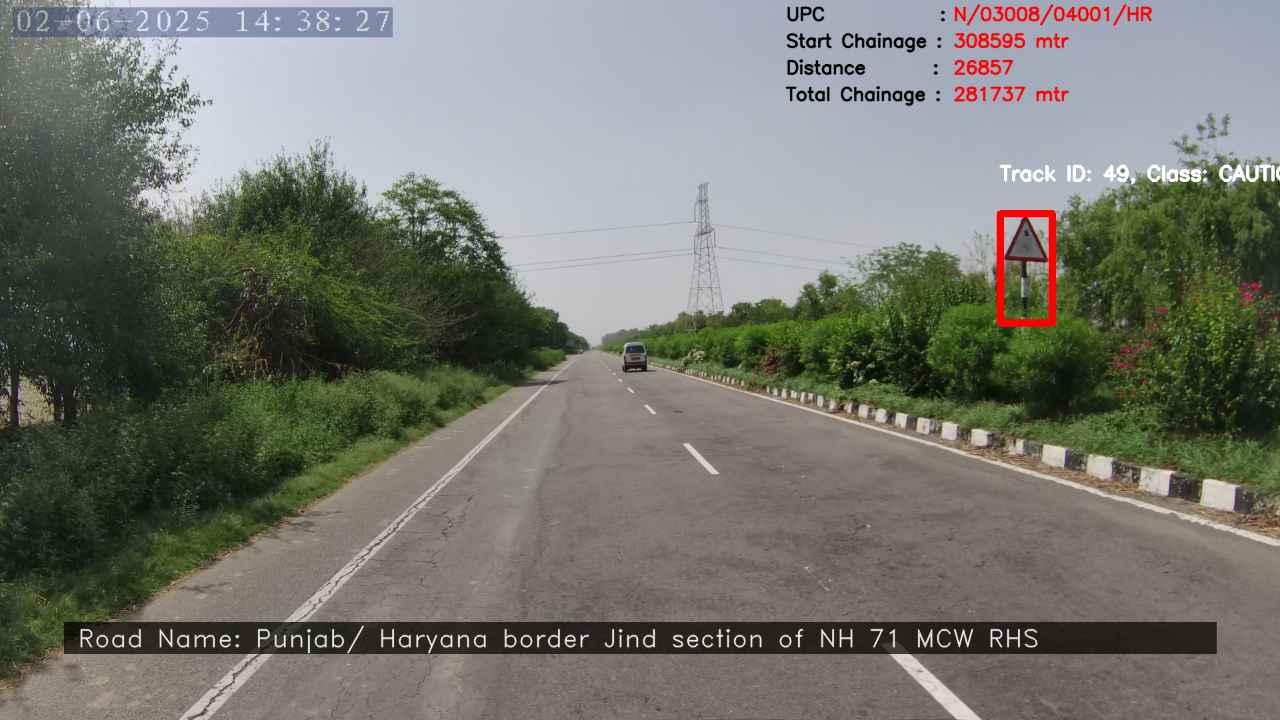 02-06-2025 14:38:27
UPC : N/03008/04001/HR
Start Chainage : 308595 mtr
Distance : 26857
Total Chainage : 281737 mtr
Track ID: 49, Class: CAUTIO
Road Name: Punjab/ Haryana border Jind section of NH 71 MCW RHS